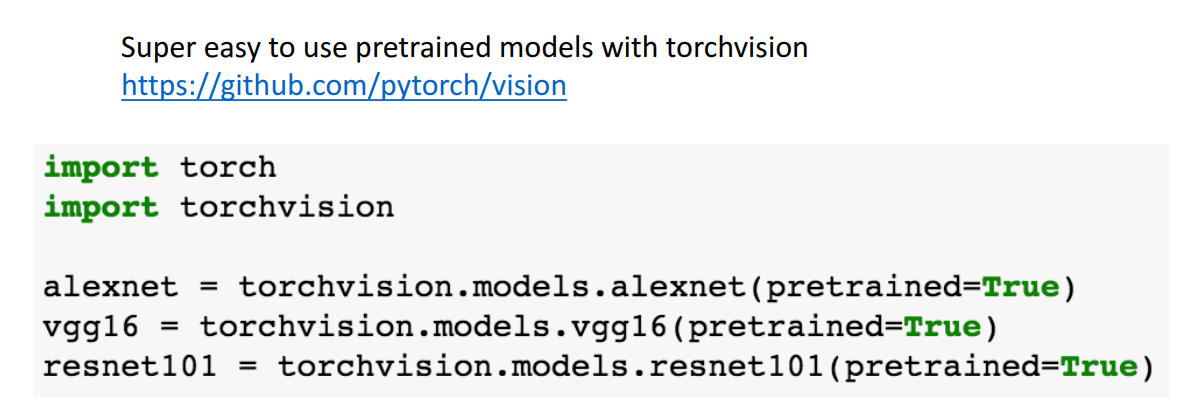 Super easy to use pretrained models with torchvision
https://github.com/pytorch/vision
import torch
import torchvision
alexnet = torchvision.models.alexnet(pretrained=True)
vgg16 = torchvision.models.vgg16(pretrained=True)
resnet101 = torchvision.models.resnet101(pretrained=True)